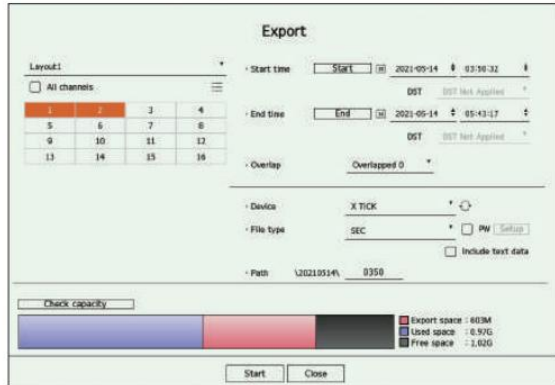 Export
Layout1
All channels
1 2 3 4
5 6 7 8
9 10 11 12
13 14 15 16
Start time Start 2021-05-14 03:50:32
DST DST Not Applied
End time End 2021-05-14 05:43:17
DST DST Not Applied
Overlap Overlapped 0
Device X TICK
File type SEC PW Setup
Include text data
Path \20210514\ 0350
Check capacity
Export space : 603M
Used space : 0.97G
Free space : 1.02G
Start Close